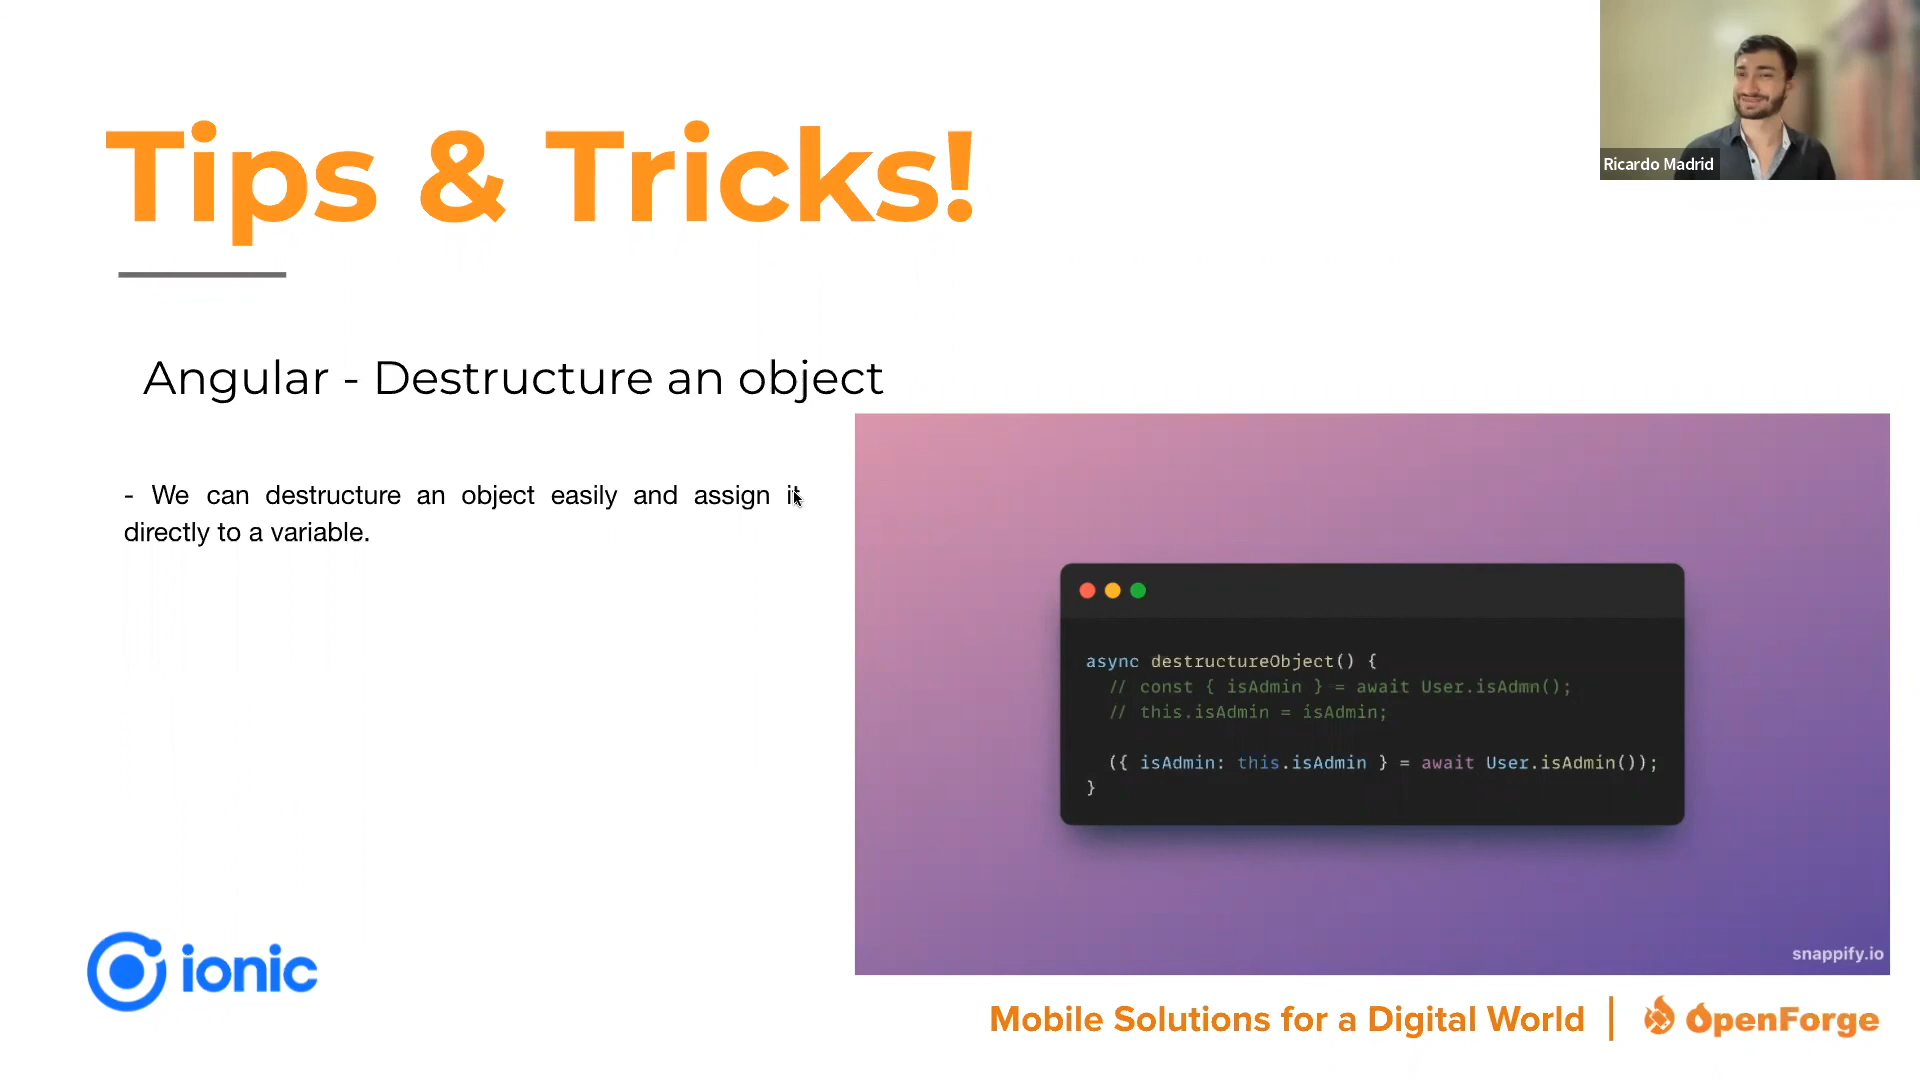 Ricardo Madrid
Tips & Tricks!
Angular - Destructure an object
- We can destructure an object easily and assign it
directly to a variable.
async destructureObject() {
// const { isAdmin } = await User.isAdmn();
// this.isAdmin = isAdmin;
({ isAdmin: this.isAdmin } = await User.isAdmin());
}
snappify.io
ionic
Mobile Solutions for a Digital World | OpenForge